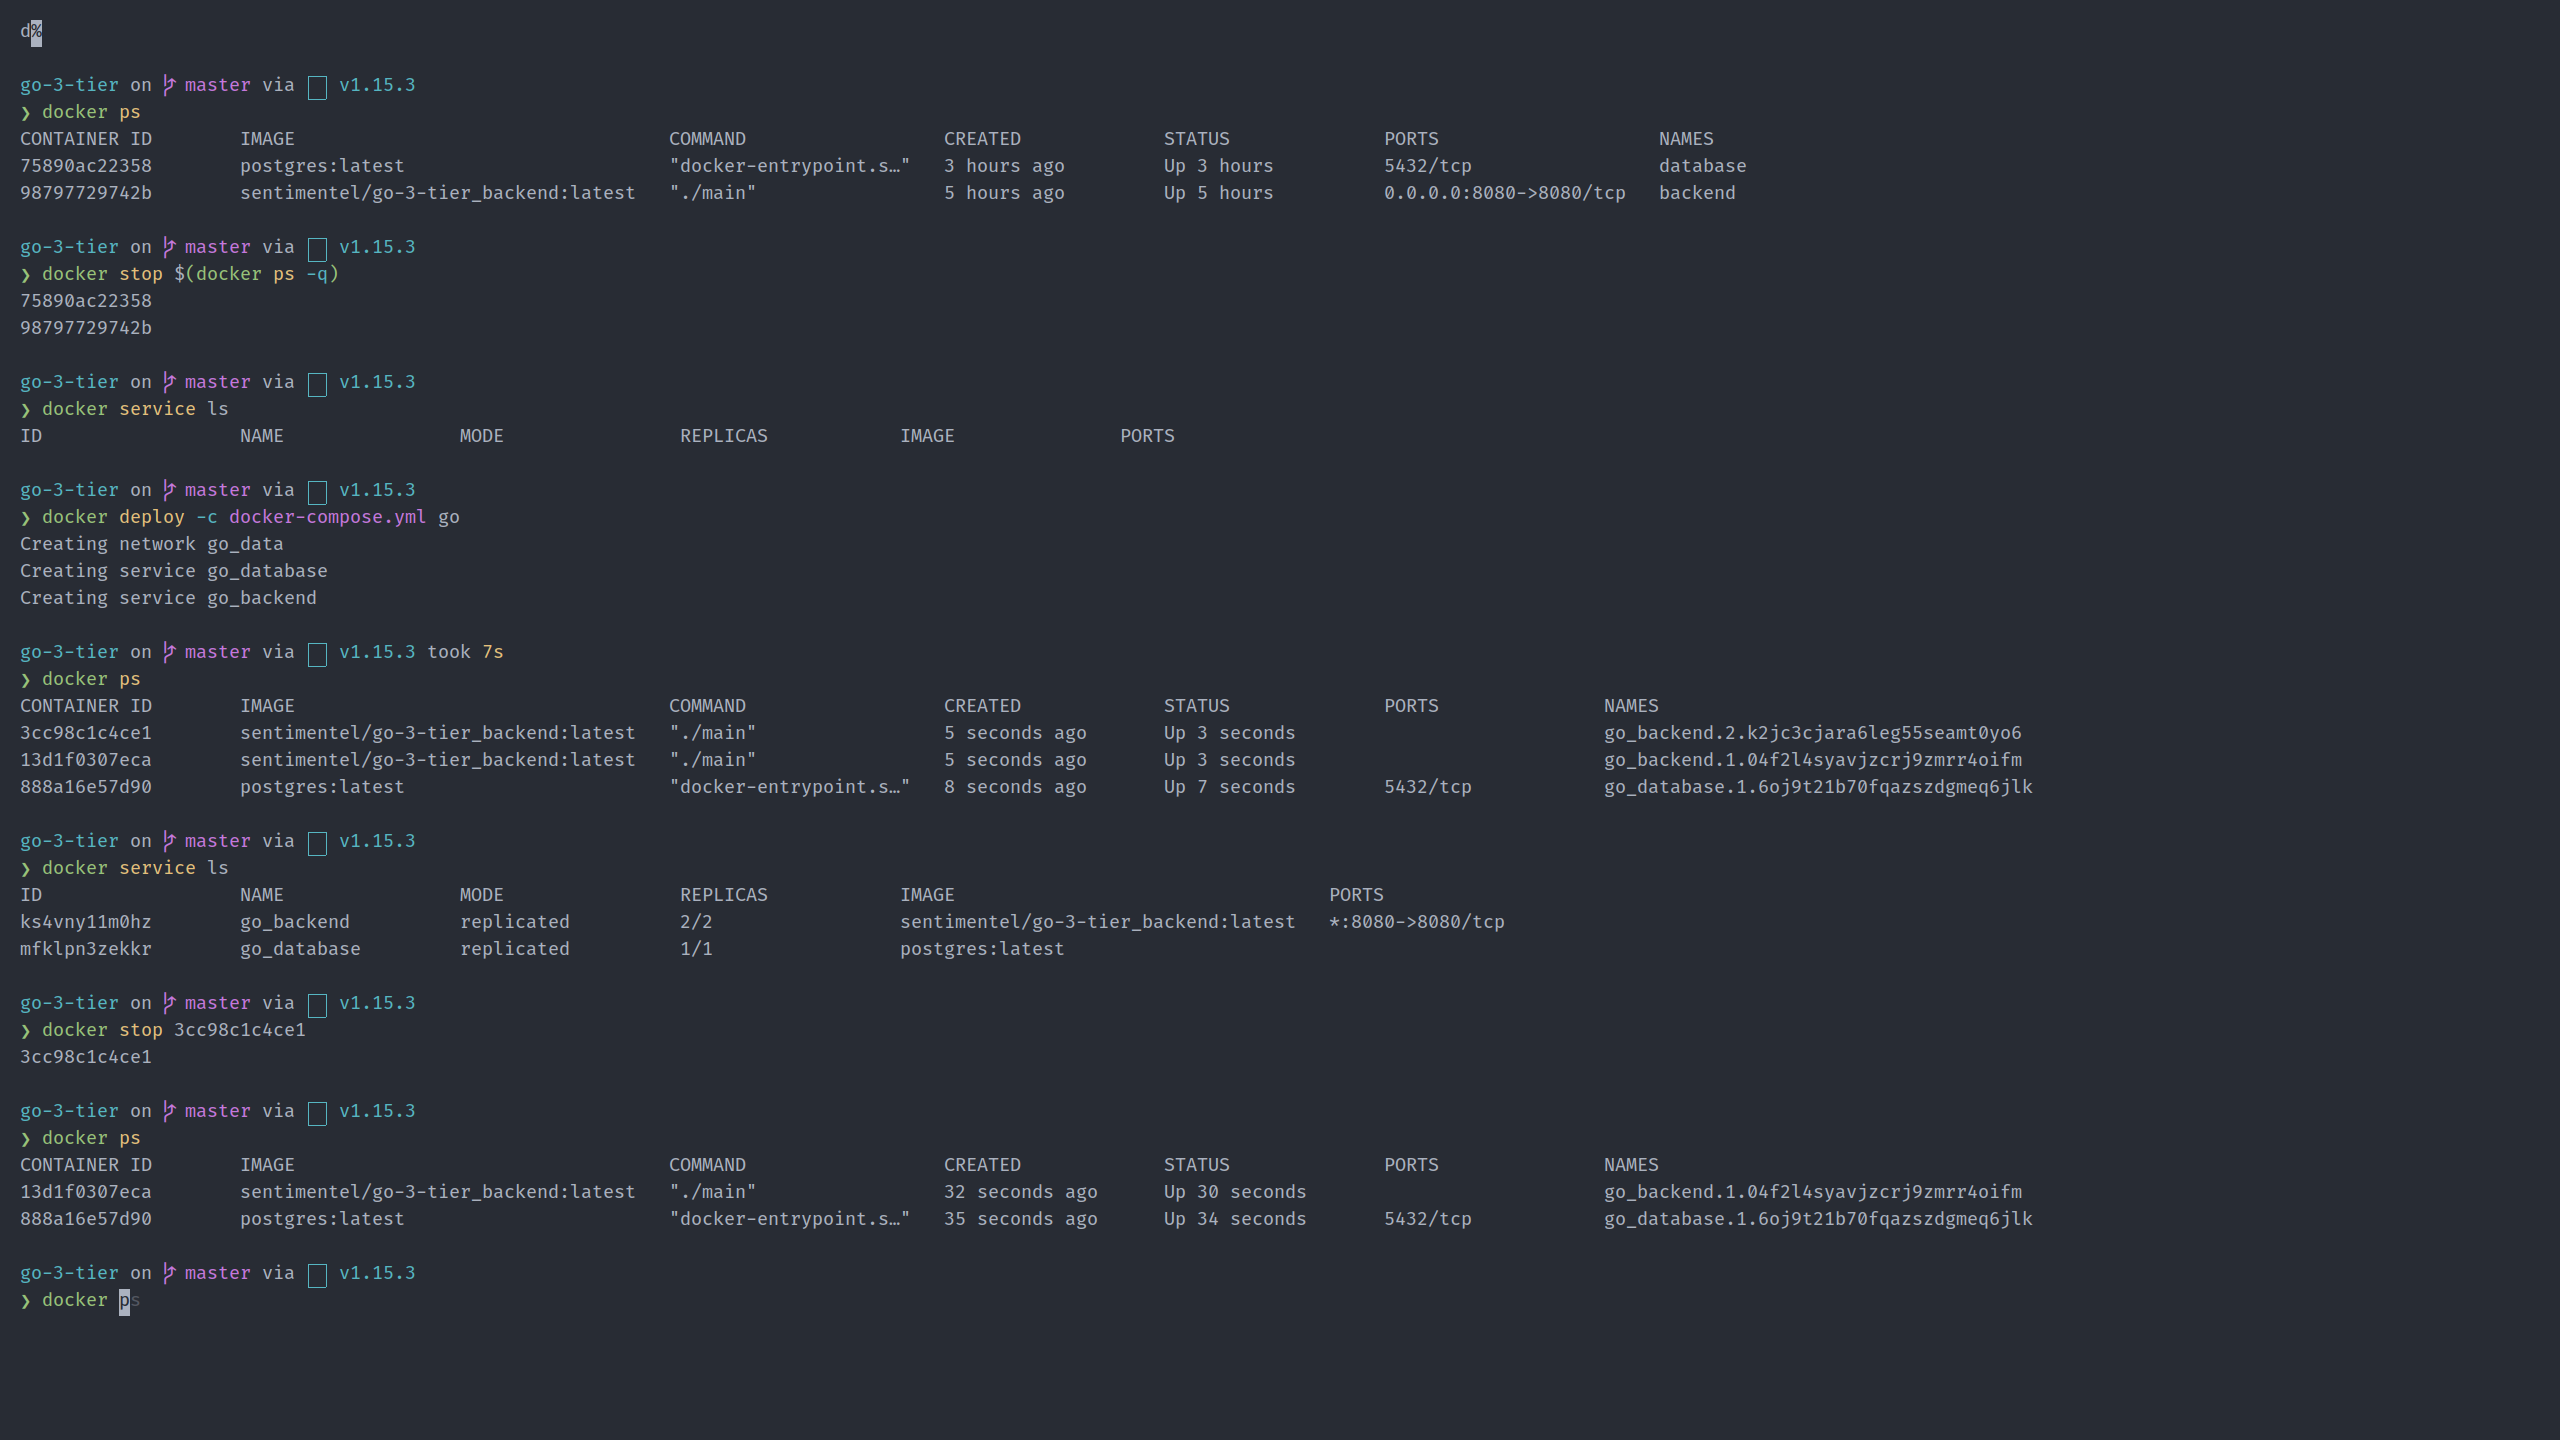 d%
go-3-tier on master via v1.15.3
❯ docker ps
CONTAINER ID        IMAGE                                  COMMAND                  CREATED             STATUS              PORTS                    NAMES
75890ac22358        postgres:latest                        "docker-entrypoint.s…"   3 hours ago         Up 3 hours          5432/tcp                 database
98797729742b        sentimentel/go-3-tier_backend:latest   "./main"                 5 hours ago         Up 5 hours          0.0.0.0:8080->8080/tcp   backend
go-3-tier on master via v1.15.3
❯ docker stop $(docker ps -q)
75890ac22358
98797729742b
go-3-tier on master via v1.15.3
❯ docker service ls
ID                  NAME                MODE                REPLICAS            IMAGE               PORTS
go-3-tier on master via v1.15.3
❯ docker deploy -c docker-compose.yml go
Creating network go_data
Creating service go_database
Creating service go_backend
go-3-tier on master via v1.15.3 took 7s
❯ docker ps
CONTAINER ID        IMAGE                                  COMMAND                  CREATED             STATUS              PORTS               NAMES
3cc98c1c4ce1        sentimentel/go-3-tier_backend:latest   "./main"                 5 seconds ago       Up 3 seconds                            go_backend.2.k2jc3cjara6leg55seamt0yo6
13d1f0307eca        sentimentel/go-3-tier_backend:latest   "./main"                 5 seconds ago       Up 3 seconds                            go_backend.1.04f2l4syavjzcrj9zmrr4oifm
888a16e57d90        postgres:latest                        "docker-entrypoint.s…"   8 seconds ago       Up 7 seconds        5432/tcp            go_database.1.6oj9t21b70fqazszdgmeq6jlk
go-3-tier on master via v1.15.3
❯ docker service ls
ID                  NAME                MODE                REPLICAS            IMAGE                                  PORTS
ks4vny11m0hz        go_backend          replicated          2/2                 sentimentel/go-3-tier_backend:latest   *:8080->8080/tcp
mfklpn3zekkr        go_database         replicated          1/1                 postgres:latest
go-3-tier on master via v1.15.3
❯ docker stop 3cc98c1c4ce1
3cc98c1c4ce1
go-3-tier on master via v1.15.3
❯ docker ps
CONTAINER ID        IMAGE                                  COMMAND                  CREATED             STATUS              PORTS               NAMES
13d1f0307eca        sentimentel/go-3-tier_backend:latest   "./main"                 32 seconds ago      Up 30 seconds                           go_backend.1.04f2l4syavjzcrj9zmrr4oifm
888a16e57d90        postgres:latest                        "docker-entrypoint.s…"   35 seconds ago      Up 34 seconds       5432/tcp            go_database.1.6oj9t21b70fqazszdgmeq6jlk
go-3-tier on master via v1.15.3
❯ docker ps